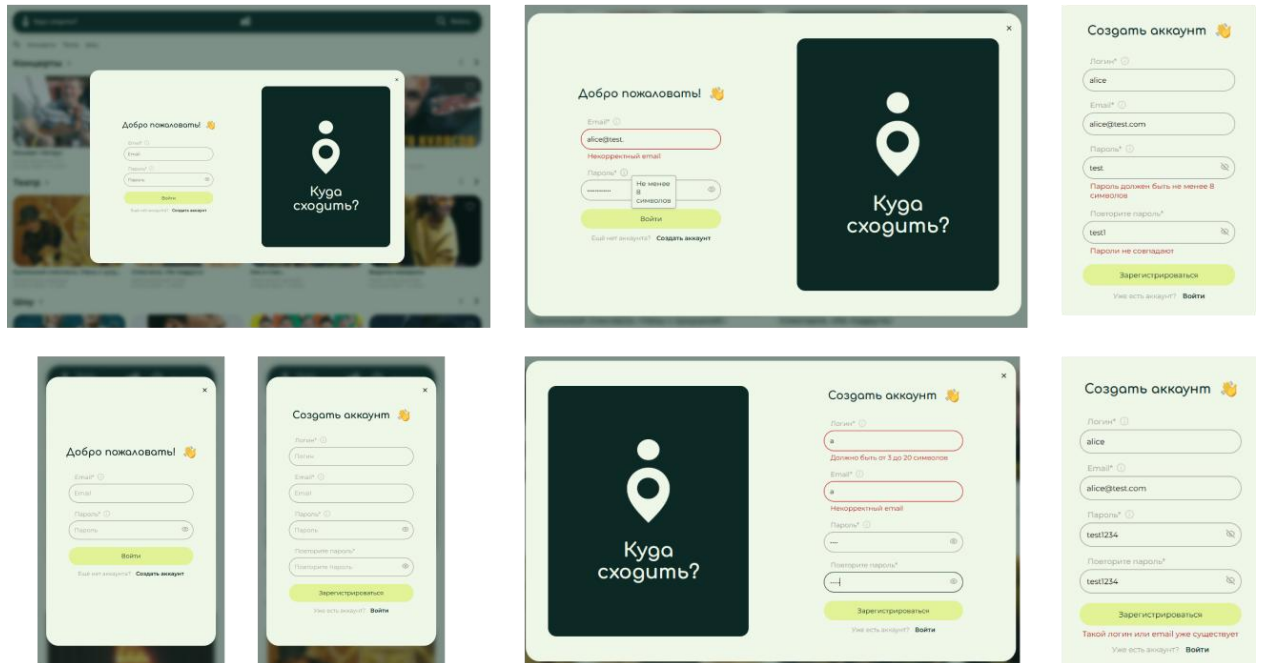 Концерты
Театр
Шоу
×
Добро пожаловать! 👋
Email* ⓘ
Email
Пароль* ⓘ
Пароль
Войти
Ещё нет аккаунта? Создать аккаунт
Куда
сходить?
×
Добро пожаловать! 👋
Email* ⓘ
alice@test.
Некорректный email
Пароль* ⓘ
Не менее
8
символов
Войти
Ещё нет аккаунта? Создать аккаунт
Куда
сходить?
Создать аккаунт 👋
Логин* ⓘ
alice
Email* ⓘ
alice@test.com
Пароль* ⓘ
test
Пароль должен быть не менее 8
символов
Повторите пароль*
test1
Пароли не совпадают
Зарегистрироваться
Уже есть аккаунт? Войти
×
Добро пожаловать! 👋
Email* ⓘ
Email
Пароль* ⓘ
Пароль
Войти
Ещё нет аккаунта? Создать аккаунт
×
Создать аккаунт 👋
Логин* ⓘ
Логин
Email* ⓘ
Email
Пароль* ⓘ
Пароль
Повторите пароль*
Повторите пароль
Зарегистрироваться
Уже есть аккаунт? Войти
×
Куда
сходить?
Создать аккаунт 👋
Логин* ⓘ
a
Должно быть от 3 до 20 символов
Email* ⓘ
a
Некорректный email
Пароль* ⓘ
Повторите пароль*
Зарегистрироваться
Уже есть аккаунт? Войти
Создать аккаунт 👋
Логин* ⓘ
alice
Email* ⓘ
alice@test.com
Пароль* ⓘ
test1234
Повторите пароль*
test1234
Зарегистрироваться
Такой логин или email уже существует
Уже есть аккаунт? Войти